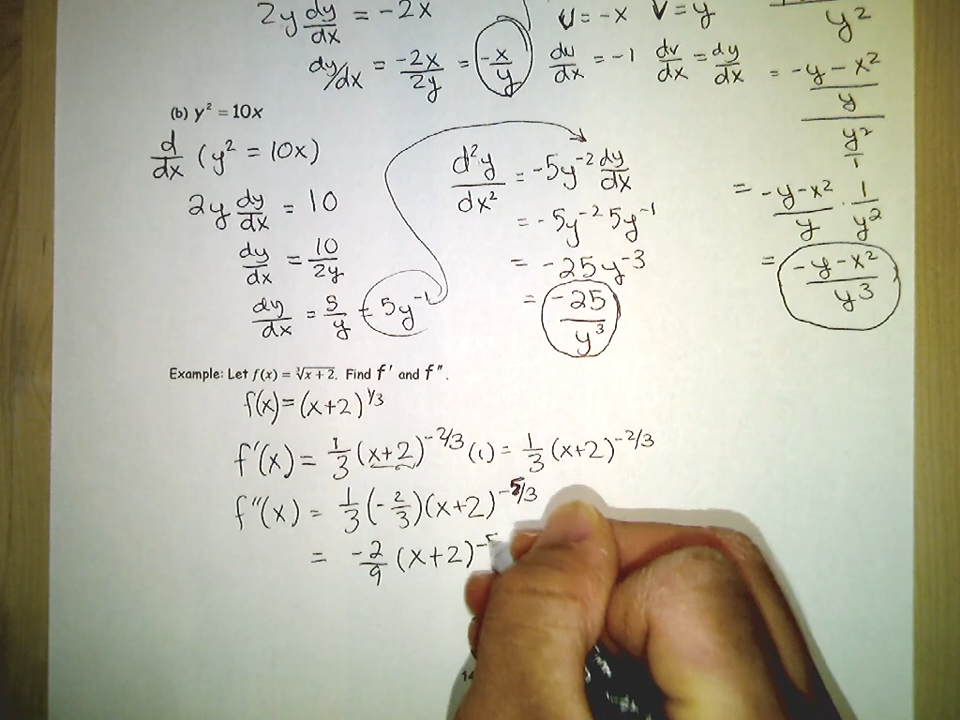 2y dy/dx = -2x
dy/dx = -2x/2y = -x/y
u = -x v = y
du/dx = -1 dv/dx = dy/dx
y²
= (-y - x²)/y
y²/1
= (-y-x²)/y · 1/y²
= (-y-x²)/y³
(b) y² = 10x
d/dx (y² = 10x)
2y dy/dx = 10
dy/dx = 10/2y
dy/dx = 5/y = 5y⁻¹
d²y/dx² = -5y⁻² dy/dx
= -5y⁻² 5y⁻¹
= -25y⁻³
= -25/y³
Example: Let f(x) = ∛(x + 2). Find f' and f".
f(x) = (x+2)^1/3
f'(x) = 1/3 (x+2)^-2/3 (1) = 1/3 (x+2)^-2/3
f"(x) = 1/3 (-2/3)(x+2)^-5/3
= -2/9 (x+2)^-5